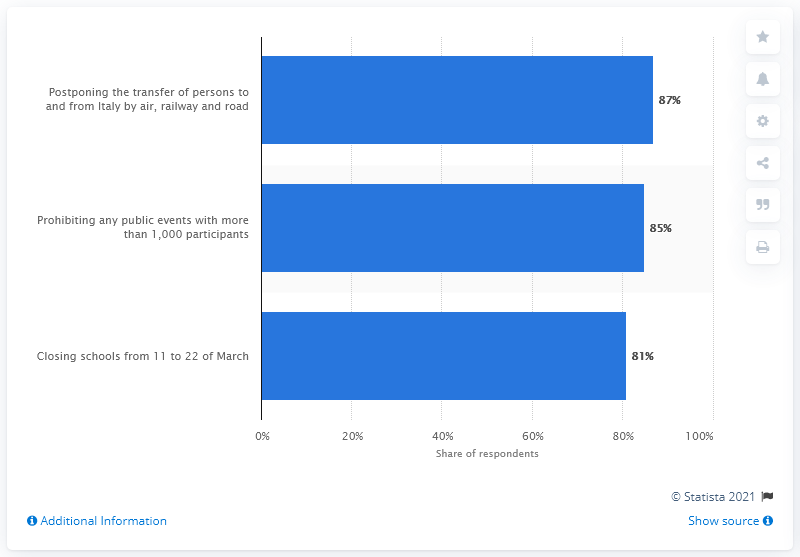 Postponing the transfer of persons to
and from Italy by air, railway and road
87%
Prohibiting any public events with more
than 1,000 participants
85%
Closing schools from 11 to 22 of March
81%
0% 20% 40% 60% 80% 100%
Share of respondents
© Statista 2021
Additional Information
Show source